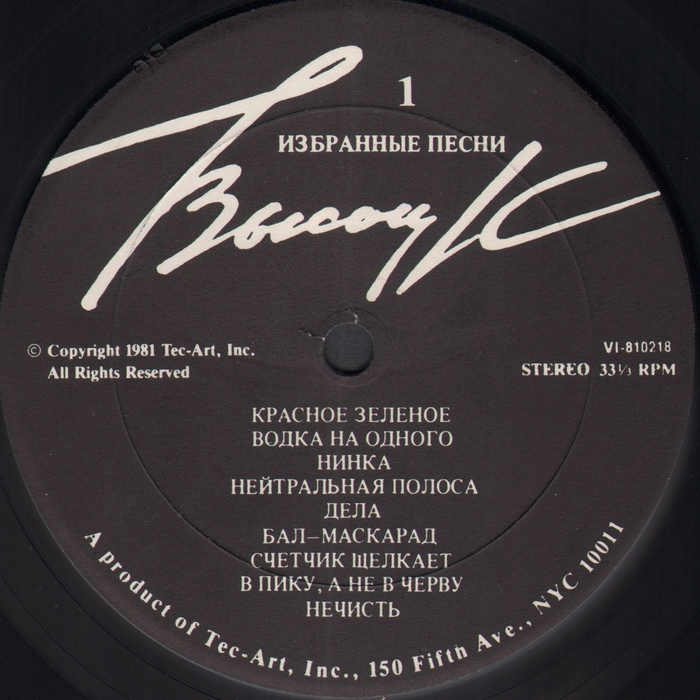 1
ИЗБРАННЫЕ ПЕСНИ
Высоц
© Copyright 1981 Tec-Art, Inc.
All Rights Reserved
VI-810218
STEREO 33⅓ RPM
КРАСНОЕ ЗЕЛЕНОЕ
ВОДКА НА ОДНОГО
НИНКА
НЕЙТРАЛЬНАЯ ПОЛОСА
ДЕЛА
БАЛ–МАСКАРАД
СЧЕТЧИК ЩЕЛКАЕТ
В ПИКУ, А НЕ В ЧЕРВУ
НЕЧИСТЬ
A product of Tec-Art, Inc., 150 Fifth Ave., NYC 10011